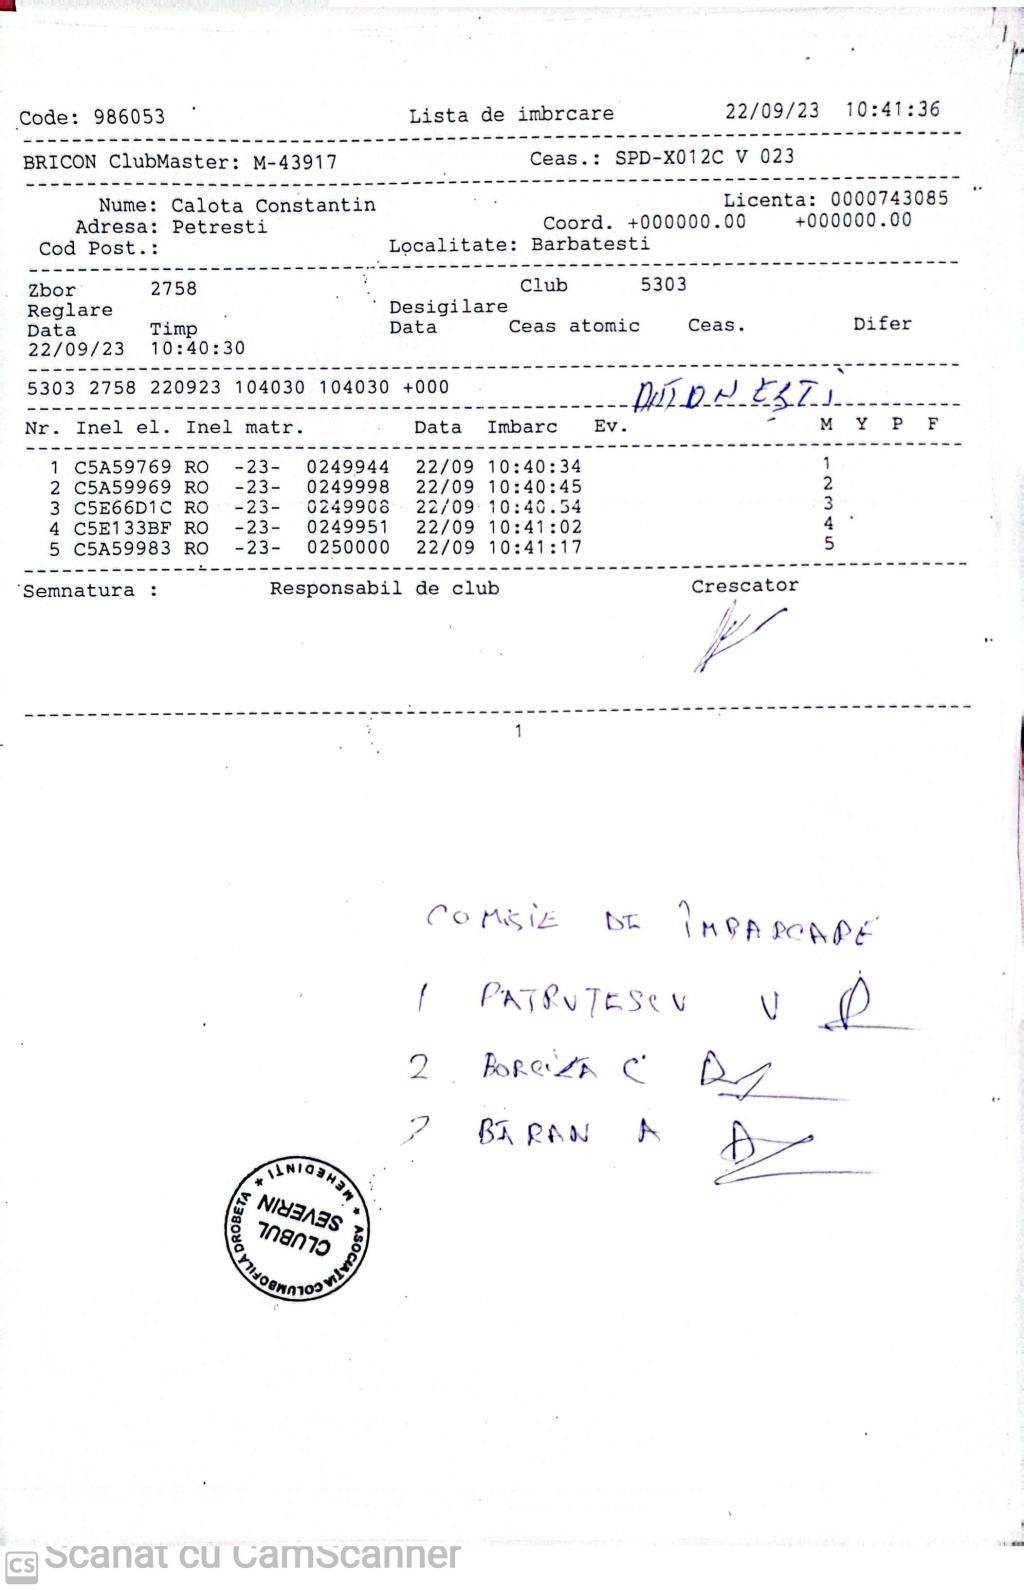 Code: 986053 Lista de imbrcare 22/09/23 10:41:36
BRICON ClubMaster: M-43917 Ceas.: SPD-X012C V 023
Nume: Calota Constantin Licenta: 0000743085
Adresa: Petresti Coord. +000000.00 +000000.00
Cod Post.: Localitate: Barbatesti
Zbor 2758 Club 5303
Reglare Desigilare
Data Timp Data Ceas atomic Ceas. Difer
22/09/23 10:40:30
5303 2758 220923 104030 104030 +000
Nr. Inel el. Inel matr. Data Imbarc Ev. M Y P F
1 C5A59769 RO -23- 0249944 22/09 10:40:34 1
2 C5A59969 RO -23- 0249998 22/09 10:40:45 2
3 C5E66D1C RO -23- 0249908 22/09 10:40:54 3
4 C5E133BF RO -23- 0249951 22/09 10:41:02 4
5 C5A59983 RO -23- 0250000 22/09 10:41:17 5
Semnatura : Responsabil de club Crescator
1
COMISIE DE ÎMBARCARE
1 PATRUTESCU V
2 C
BARAN A
ASOCIAŢIA COLUMBOFILA DROBETA * MEHEDINTI *
CLUBUL
SEVERIN
CS Scanat cu CamScanner